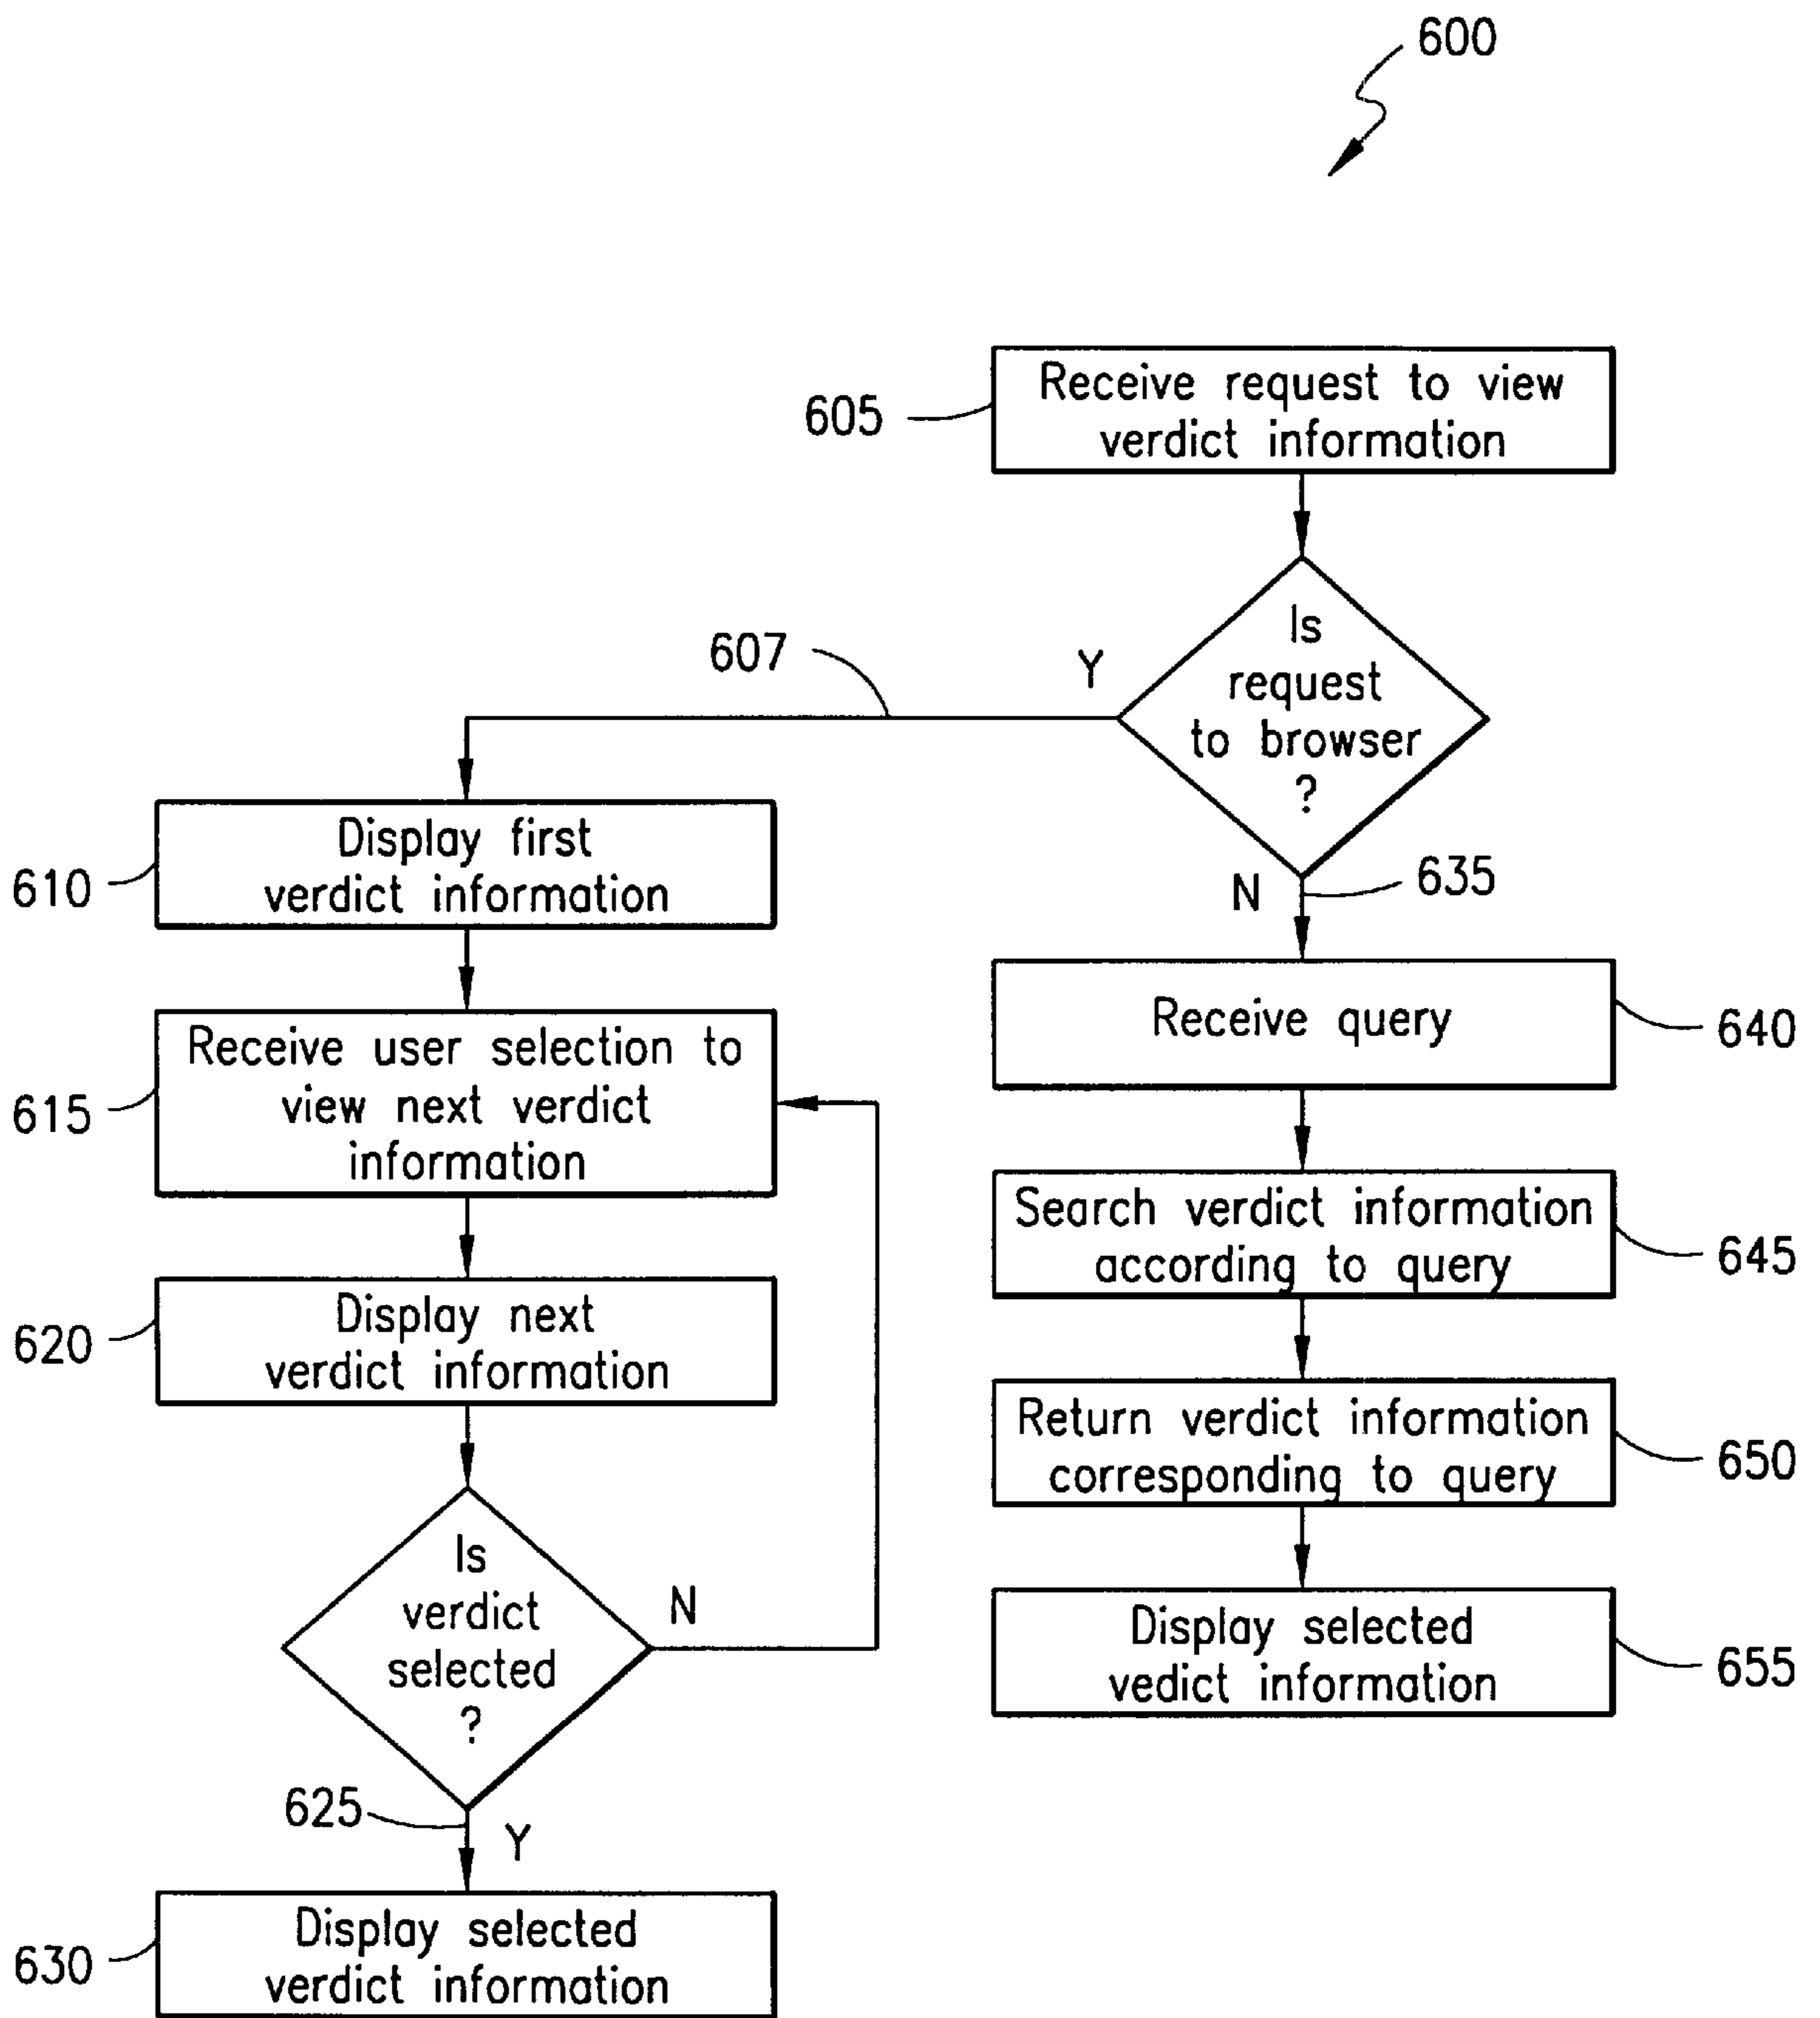 600
605
Receive request to view
verdict information
Is
request
to browser
?
607
Y
N
635
610
Display first
verdict information
615
Receive user selection to
view next verdict
information
620
Display next
verdict information
Is
verdict
selected
?
N
625
Y
630
Display selected
verdict information
Receive query
640
Search verdict information
according to query
645
Return verdict information
corresponding to query
650
Display selected
vedict information
655